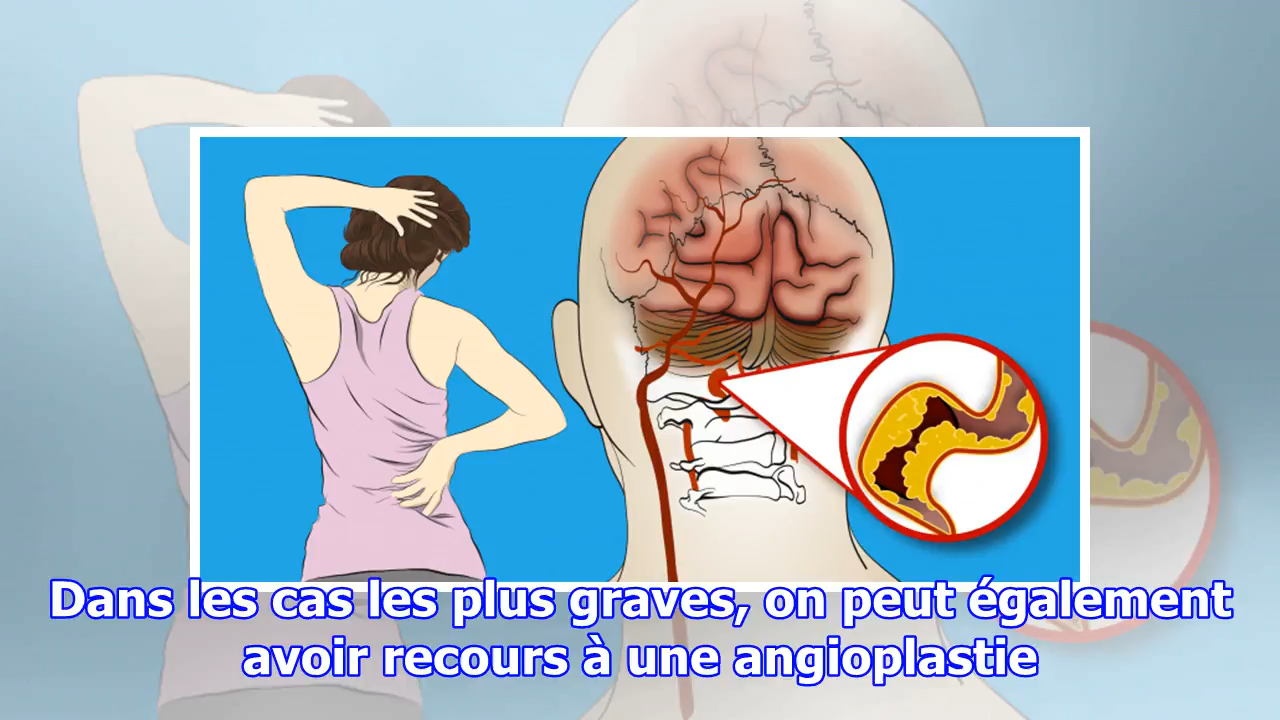 Dans les cas les plus graves, on peut également
avoir recours à une angioplastie